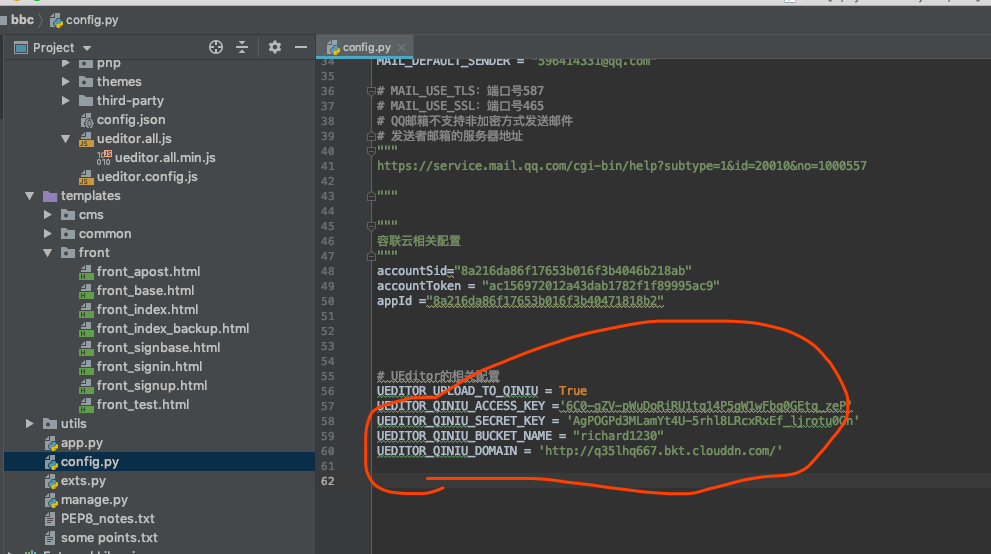 bbc
config.py
Project
config.py
php
themes
third-party
config.json
ueditor.all.js
ueditor.all.min.js
ueditor.config.js
templates
cms
common
front
front_apost.html
front_base.html
front_index.html
front_index_backup.html
front_signbase.html
front_signin.html
front_signup.html
front_test.html
utils
app.py
config.py
exts.py
manage.py
PEP8_notes.txt
some points.txt
34 MAIL_DEFAULT_SENDER = "596414331@qq.com"
35
36 # MAIL_USE_TLS: 端口号587
37 # MAIL_USE_SSL: 端口号465
38 # QQ邮箱不支持非加密方式发送邮件
39 # 发送者邮箱的服务器地址
40 """
41 https://service.mail.qq.com/cgi-bin/help?subtype=1&id=20010&no=1000557
42
43 """
44
45 """
46 容联云相关配置
47 """
48 accountSid="8a216da86f17653b016f3b4046b218ab"
49 accountToken = "ac156972012a43dab1782f1f89995ac9"
50 appId ="8a216da86f17653b016f3b40471818b2"
51
52
53
54
55 # UEditor的相关配置
56 UEDITOR_UPLOAD_TO_QINIU = True
57 UEDITOR_QINIU_ACCESS_KEY =
58 UEDITOR_QINIU_SECRET_KEY =
59 UEDITOR_QINIU_BUCKET_NAME = "richard1230"
60 UEDITOR_QINIU_DOMAIN = 'http://q35lhq667.bkt.clouddn.com/'
61
62